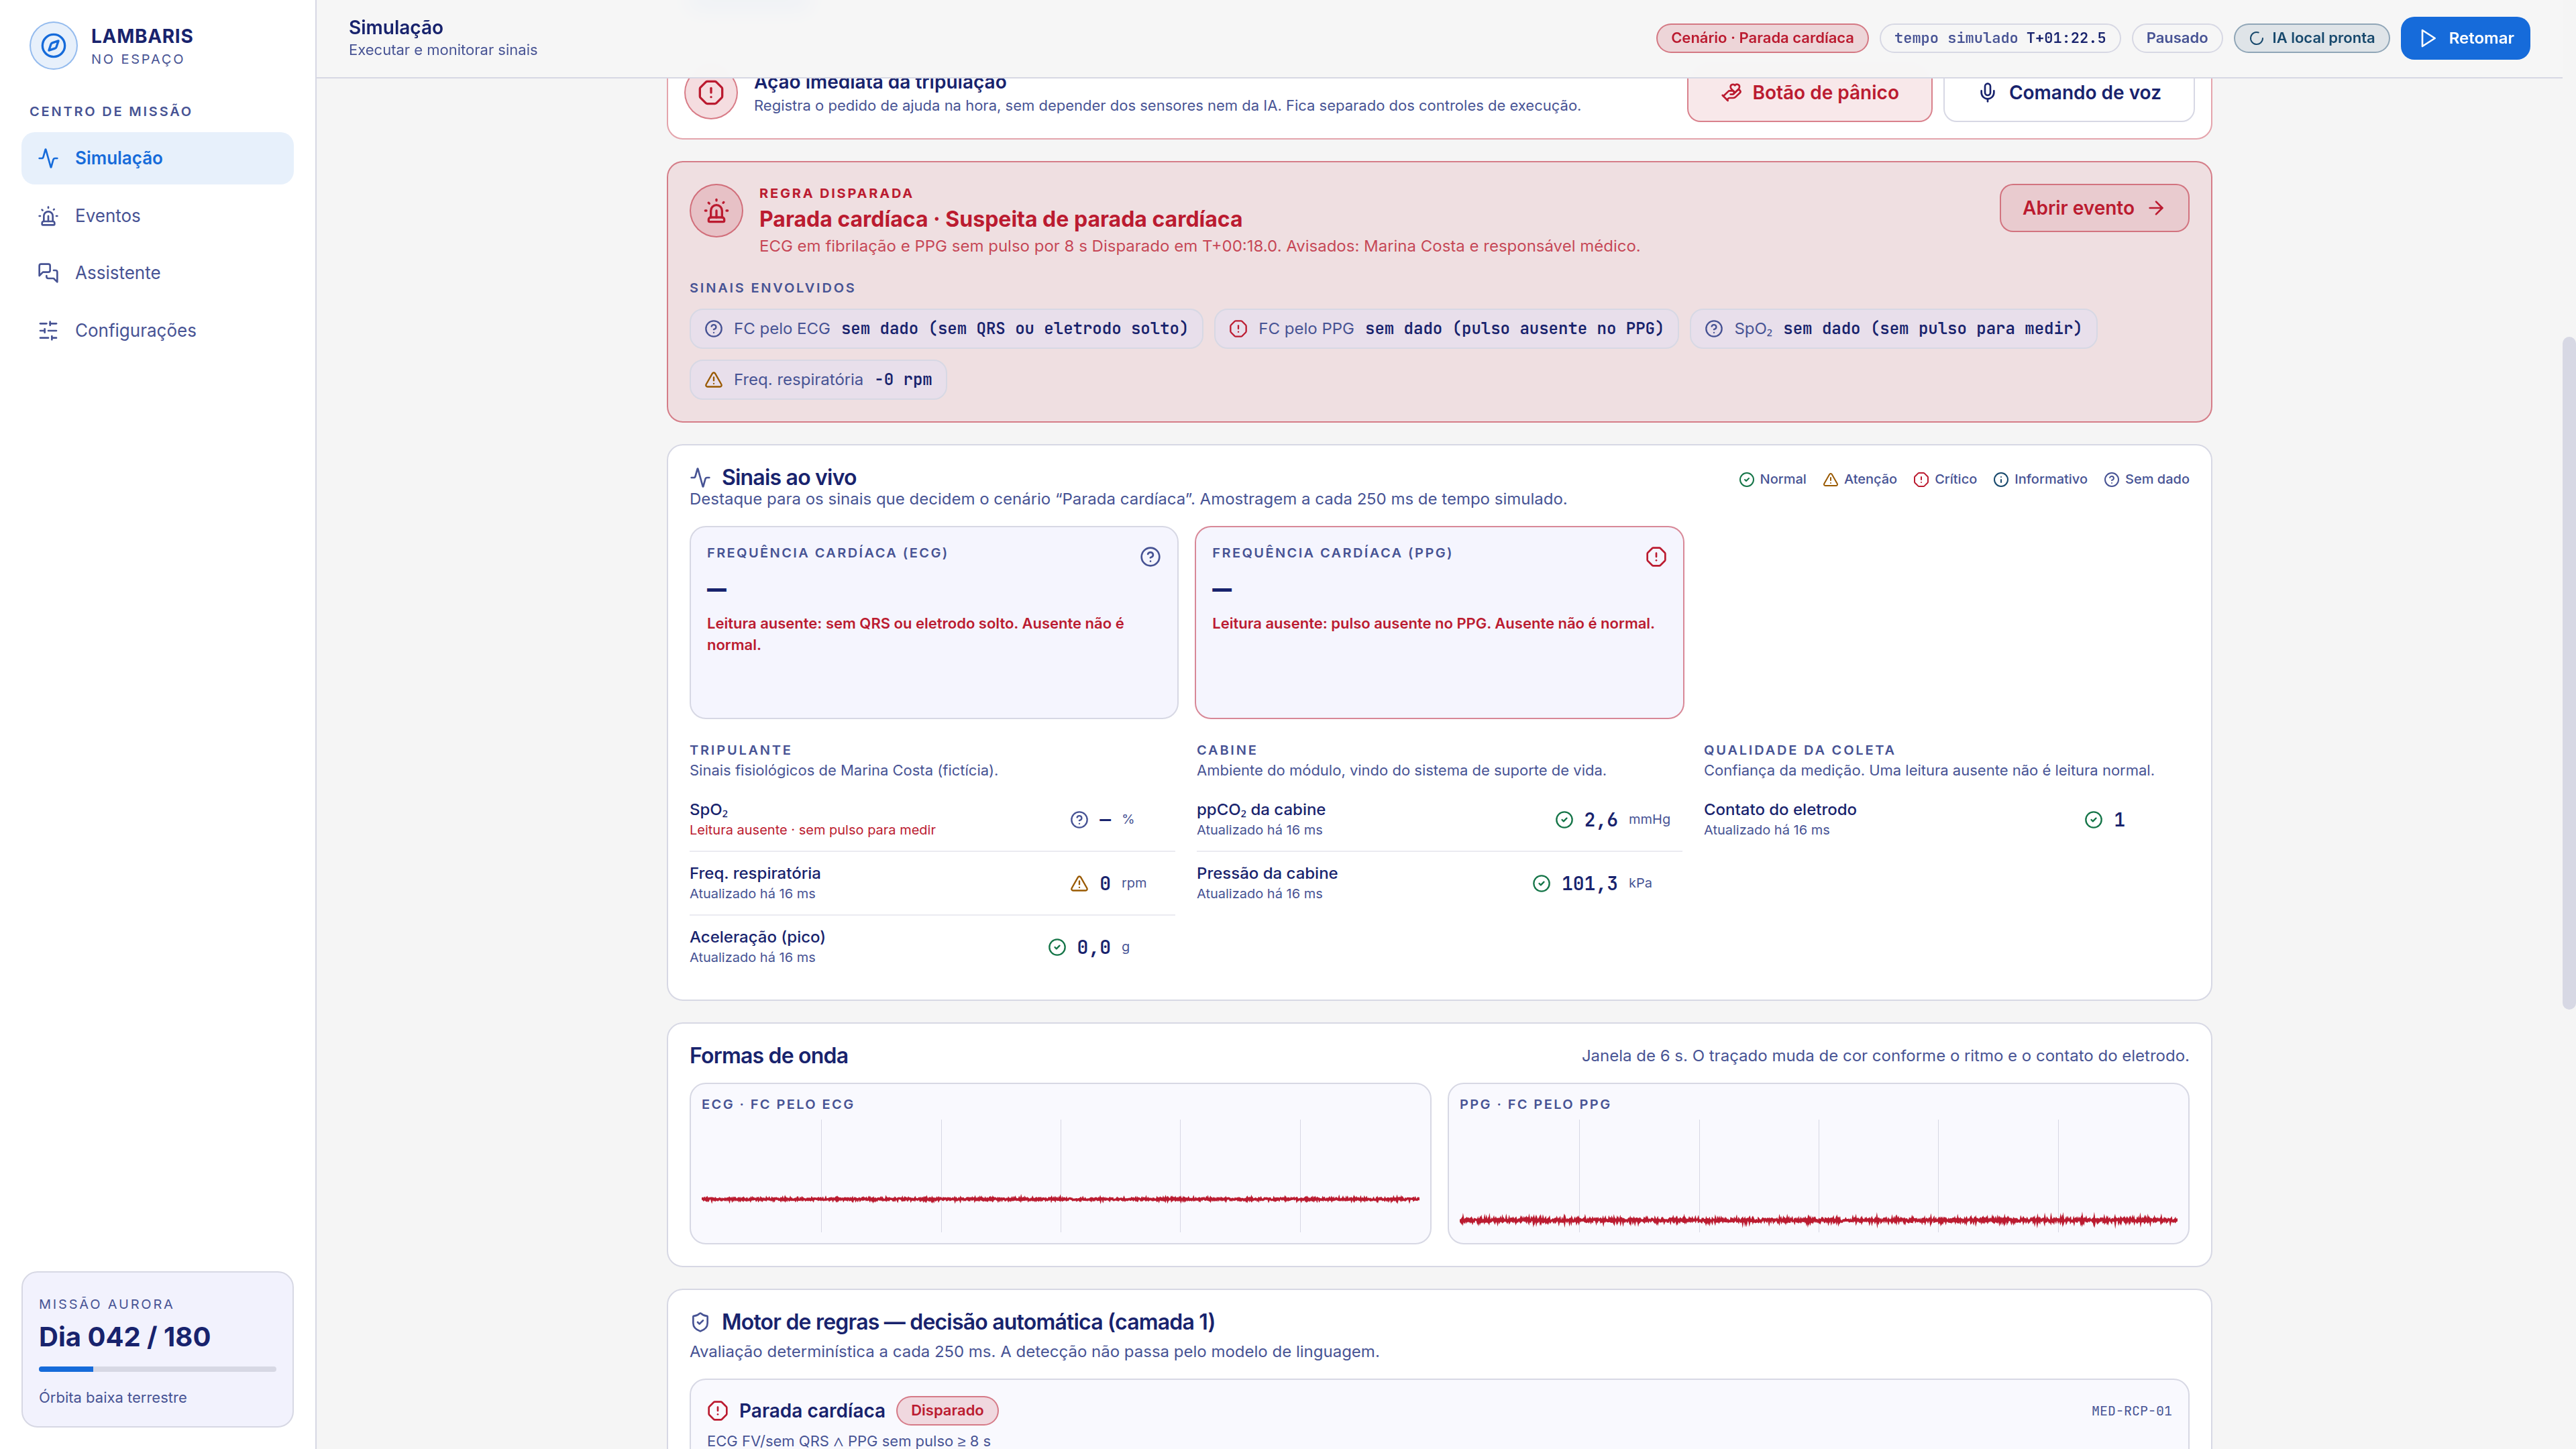 LAMBARIS
NO ESPAÇO
CENTRO DE MISSÃO
Simulação
Eventos
Assistente
Configurações
MISSÃO AURORA
Dia 042 / 180
Órbita baixa terrestre
Simulação
Executar e monitorar sinais
Cenário · Parada cardíaca
tempo simulado T+01:22.5
Pausado
IA local pronta
Retomar
Ação imediata da tripulação
Registra o pedido de ajuda na hora, sem depender dos sensores nem da IA. Fica separado dos controles de execução.
Botão de pânico
Comando de voz
REGRA DISPARADA
Parada cardíaca · Suspeita de parada cardíaca
ECG em fibrilação e PPG sem pulso por 8 s Disparado em T+00:18.0. Avisados: Marina Costa e responsável médico.
Abrir evento
SINAIS ENVOLVIDOS
FC pelo ECG sem dado (sem QRS ou eletrodo solto)
FC pelo PPG sem dado (pulso ausente no PPG)
SpO₂ sem dado (sem pulso para medir)
Freq. respiratória -0 rpm
Sinais ao vivo
Destaque para os sinais que decidem o cenário “Parada cardíaca”. Amostragem a cada 250 ms de tempo simulado.
Normal Atenção Crítico Informativo Sem dado
FREQUÊNCIA CARDÍACA (ECG)
—
Leitura ausente: sem QRS ou eletrodo solto. Ausente não é
normal.
FREQUÊNCIA CARDÍACA (PPG)
—
Leitura ausente: pulso ausente no PPG. Ausente não é normal.
TRIPULANTE
Sinais fisiológicos de Marina Costa (fictícia).
SpO₂
Leitura ausente · sem pulso para medir
— %
Freq. respiratória
Atualizado há 16 ms
0 rpm
Aceleração (pico)
Atualizado há 16 ms
0,0 g
CABINE
Ambiente do módulo, vindo do sistema de suporte de vida.
ppCO₂ da cabine
Atualizado há 16 ms
2,6 mmHg
Pressão da cabine
Atualizado há 16 ms
101,3 kPa
QUALIDADE DA COLETA
Confiança da medição. Uma leitura ausente não é leitura normal.
Contato do eletrodo
Atualizado há 16 ms
1
Formas de onda
Janela de 6 s. O traçado muda de cor conforme o ritmo e o contato do eletrodo.
ECG · FC PELO ECG
PPG · FC PELO PPG
Motor de regras — decisão automática (camada 1)
Avaliação determinística a cada 250 ms. A detecção não passa pelo modelo de linguagem.
Parada cardíaca
Disparado
MED-RCP-01
ECG FV/sem QRS ∧ PPG sem pulso ≥ 8 s